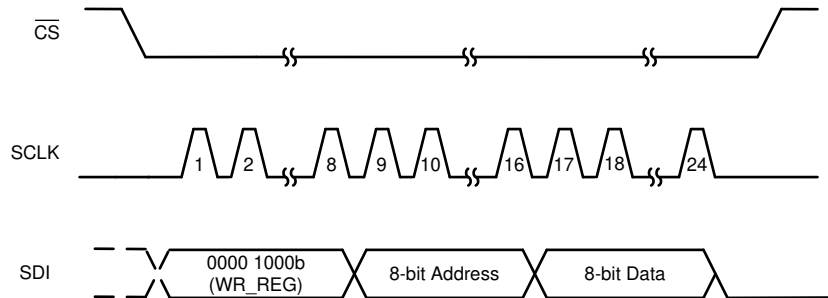 CS
SCLK
1 2 8 9 10 16 17 18 24
SDI
0000 1000b
(WR_REG)
8-bit Address
8-bit Data